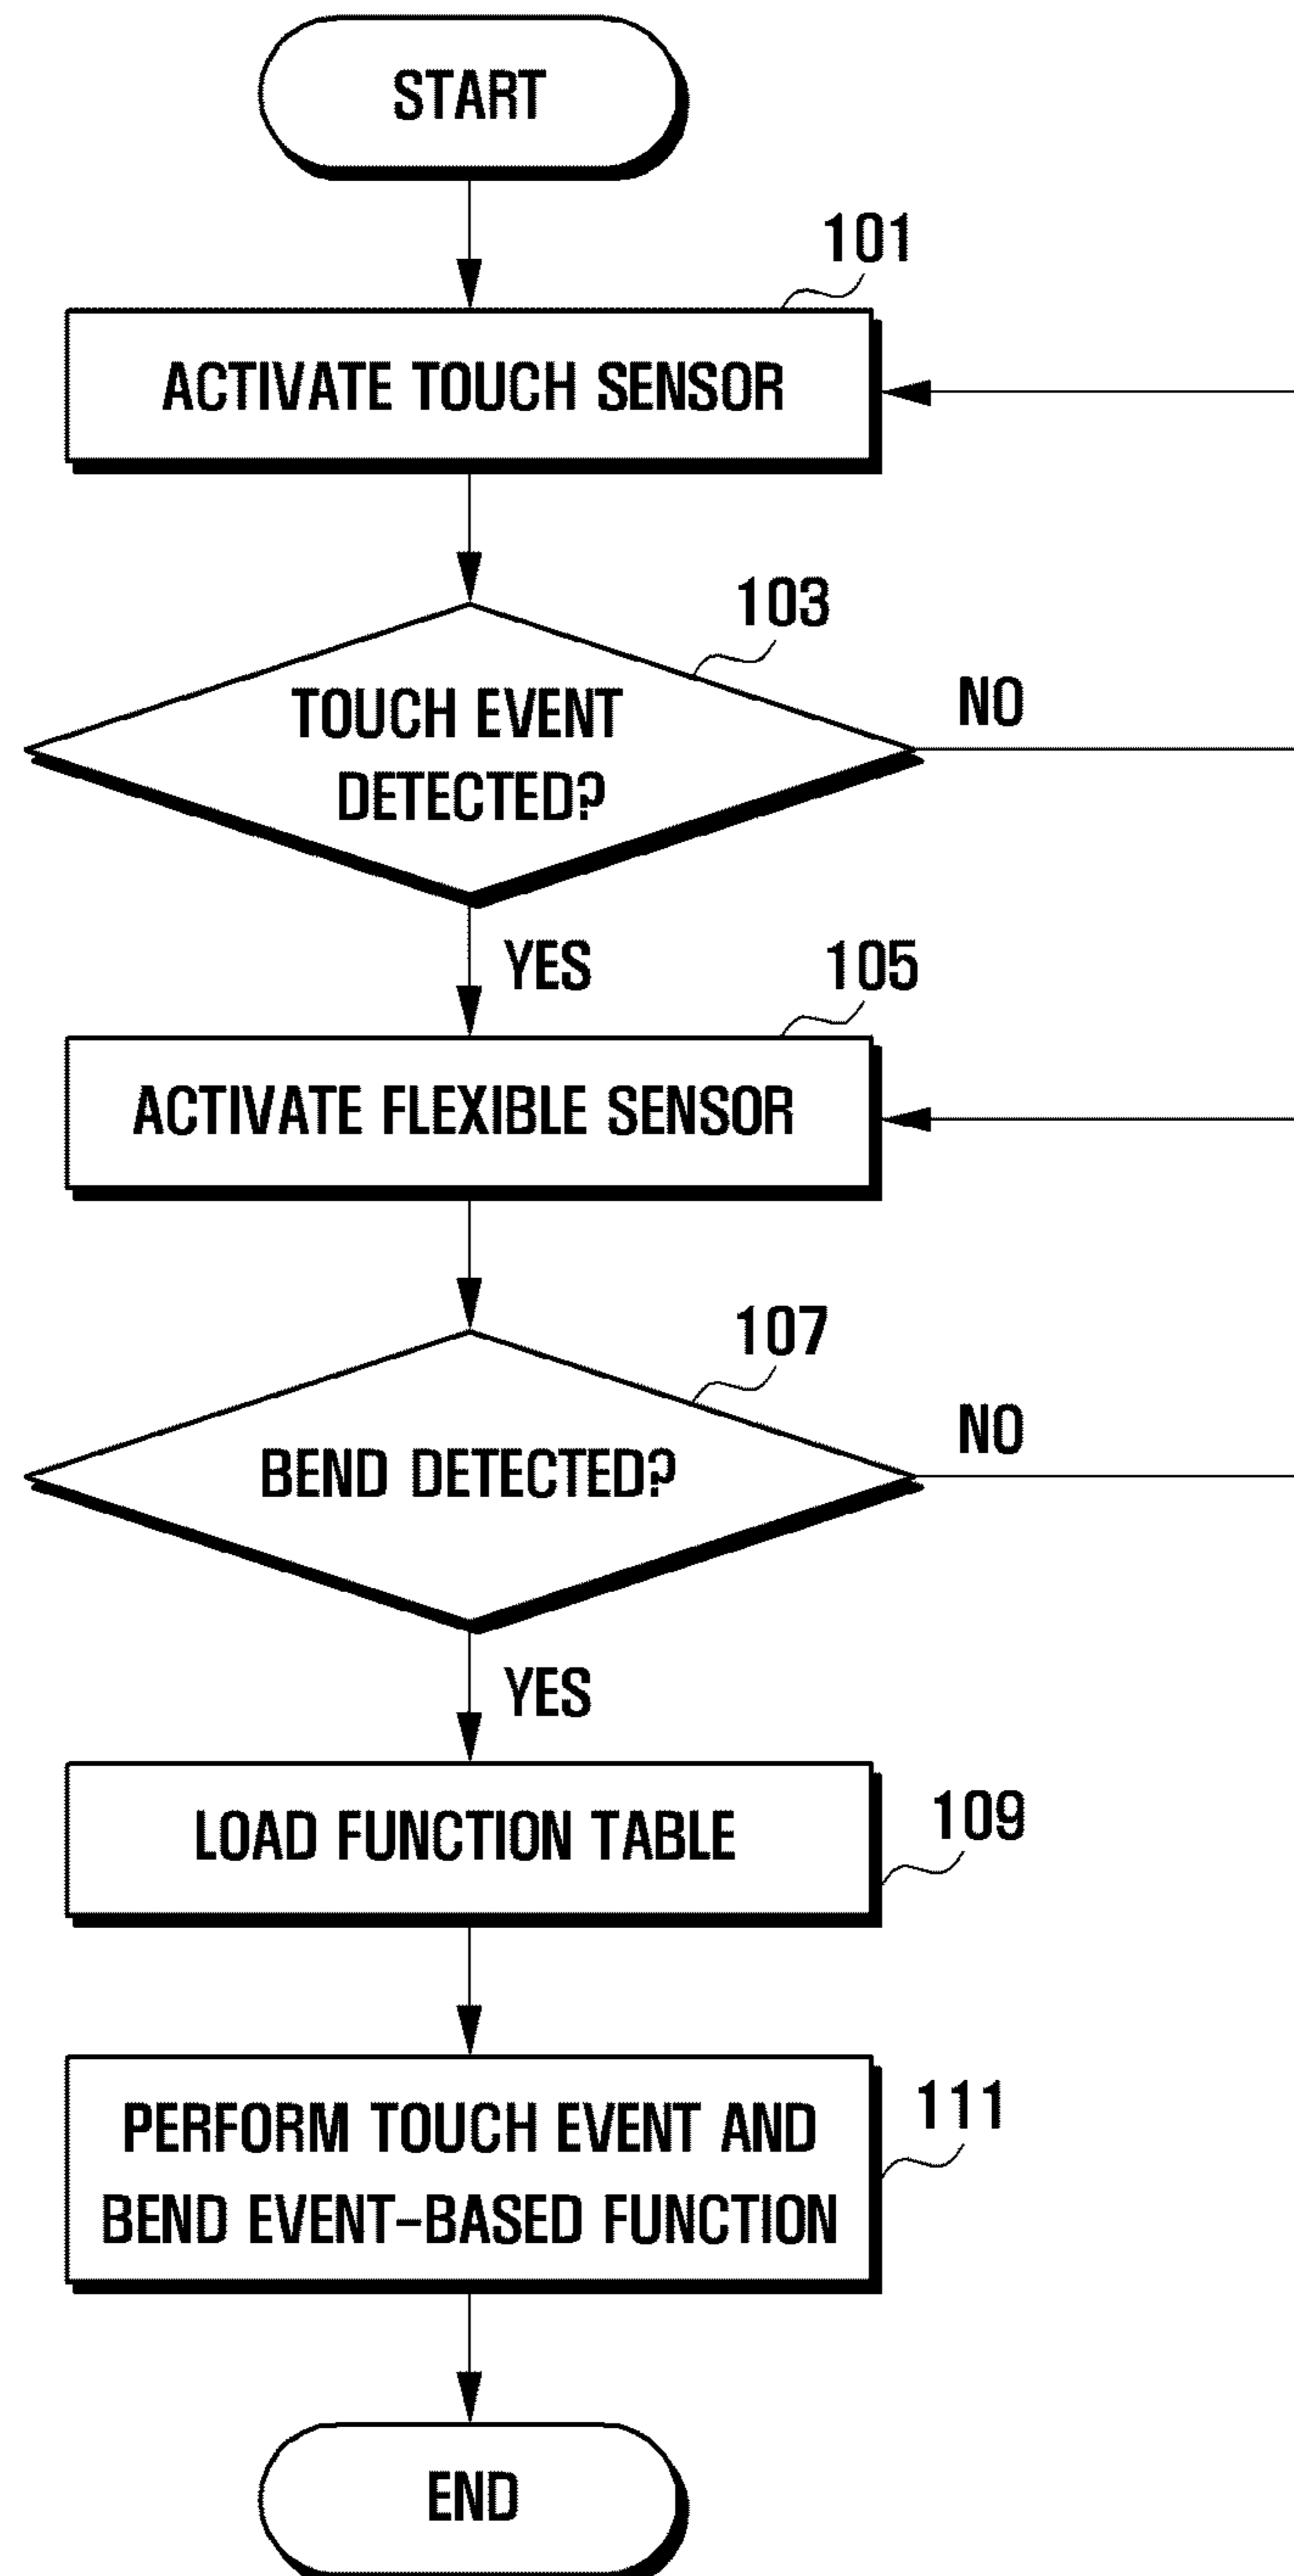 START
101
ACTIVATE TOUCH SENSOR
103
TOUCH EVENT
DETECTED?
NO
YES
105
ACTIVATE FLEXIBLE SENSOR
107
BEND DETECTED?
NO
YES
LOAD FUNCTION TABLE
109
PERFORM TOUCH EVENT AND
BEND EVENT-BASED FUNCTION
111
END